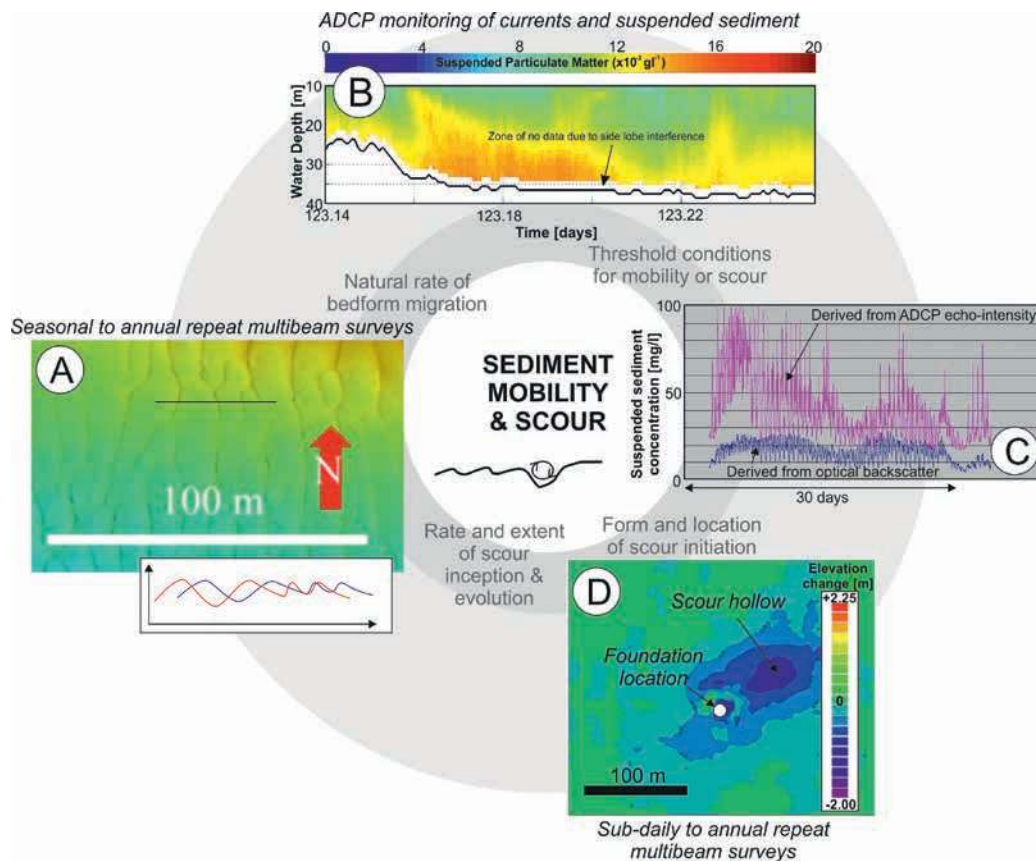 ADCP monitoring of currents and suspended sediment
0 4 8 12 16 20
Suspended Particulate Matter (x10⁻³ gl⁻¹)
B
Water Depth [m]
10
20
30
40
Zone of no data due to side lobe interference
123.14 123.18 123.22
Time [days]
Natural rate of
bedform migration
Threshold conditions
for mobility or scour
Seasonal to annual repeat multibeam surveys
A
N
100 m
SEDIMENT
MOBILITY
& SCOUR
Suspended sediment
concentration [mg/l]
100
50
0
Derived from ADCP echo-intensity
Derived from optical backscatter
C
30 days
Rate and extent
of scour
inception &
evolution
Form and location
of scour initiation
D
Elevation
change [m]
+2.25
0
-2.00
Scour hollow
Foundation
location
100 m
Sub-daily to annual repeat
multibeam surveys